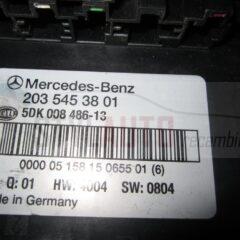 Mercedes-Benz
203 545 38 01
5DK 008 486-13
0000 05 158 15 0655 01 (6)
Q: 01 HW: 4004 SW: 0804
de in Germany